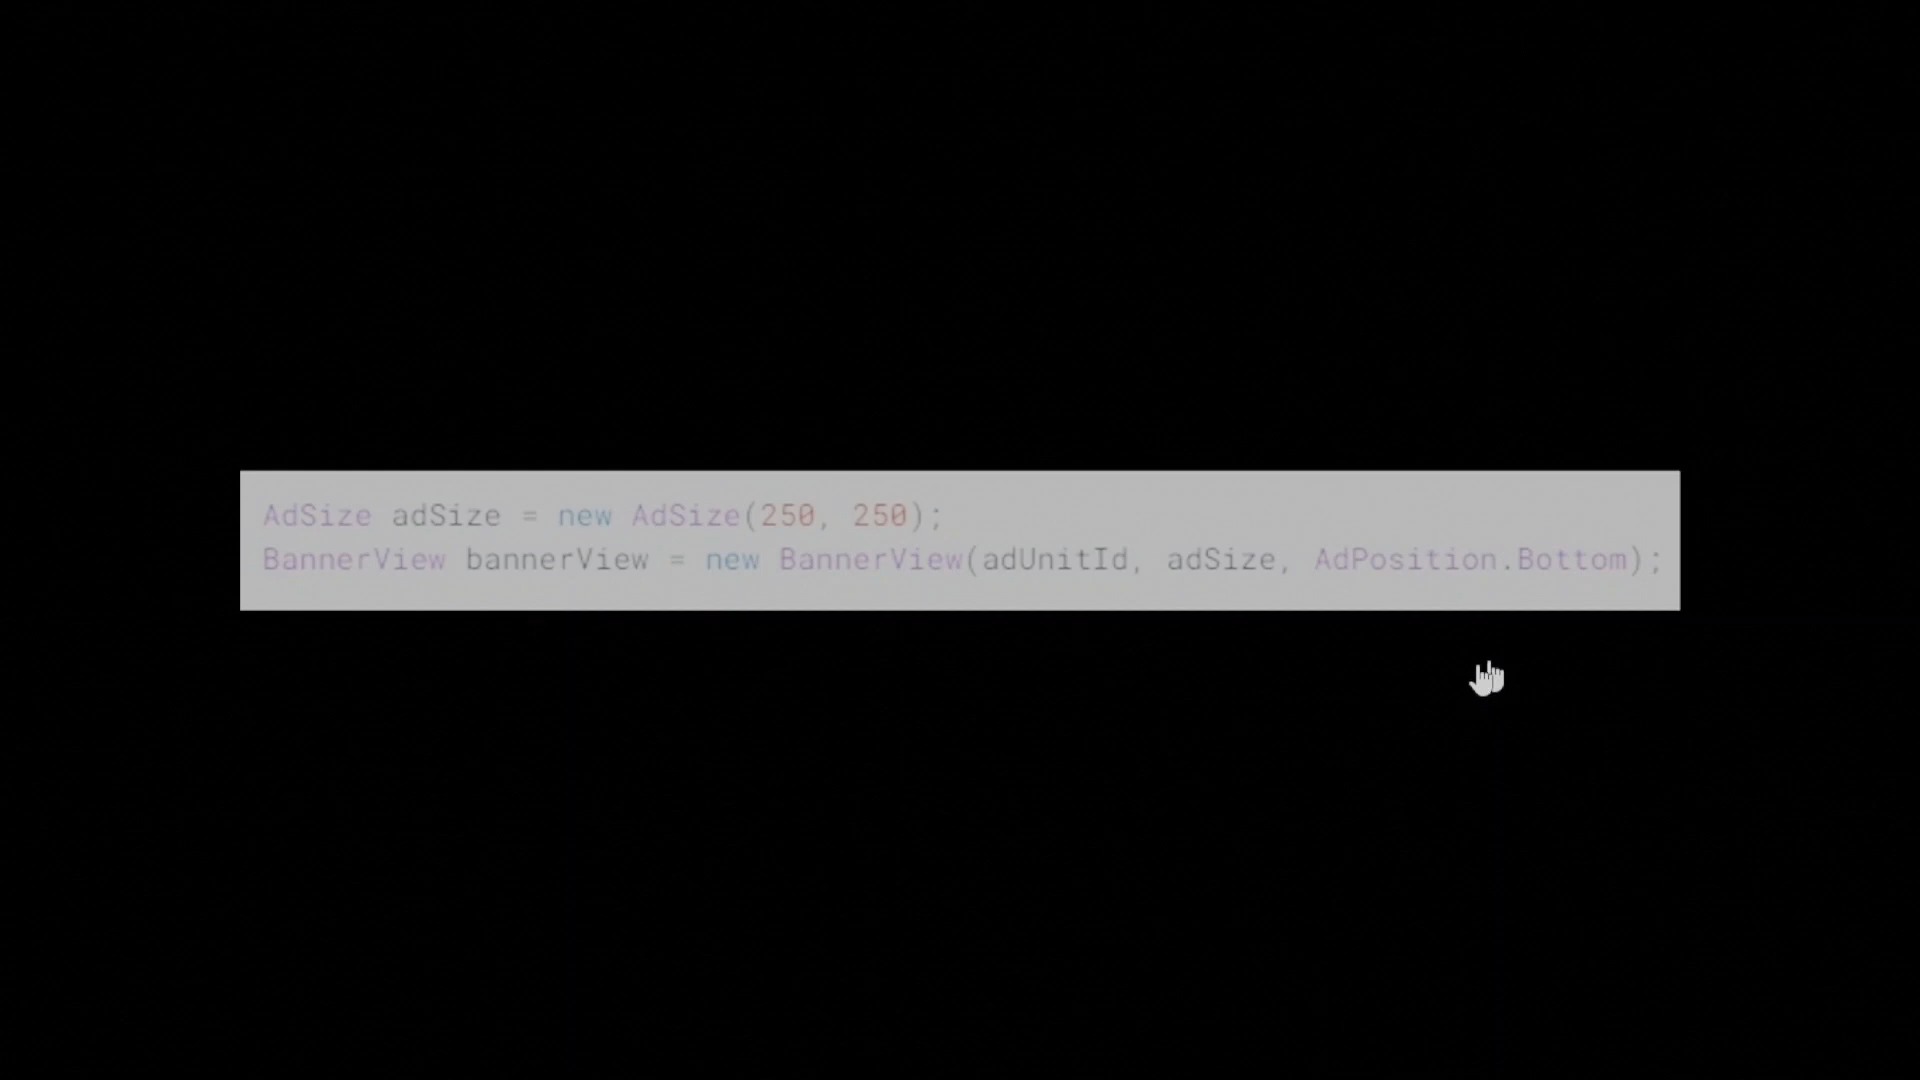 AdSize adSize = new AdSize(250, 250);
BannerView bannerView = new BannerView(adUnitId, adSize, AdPosition.Bottom);